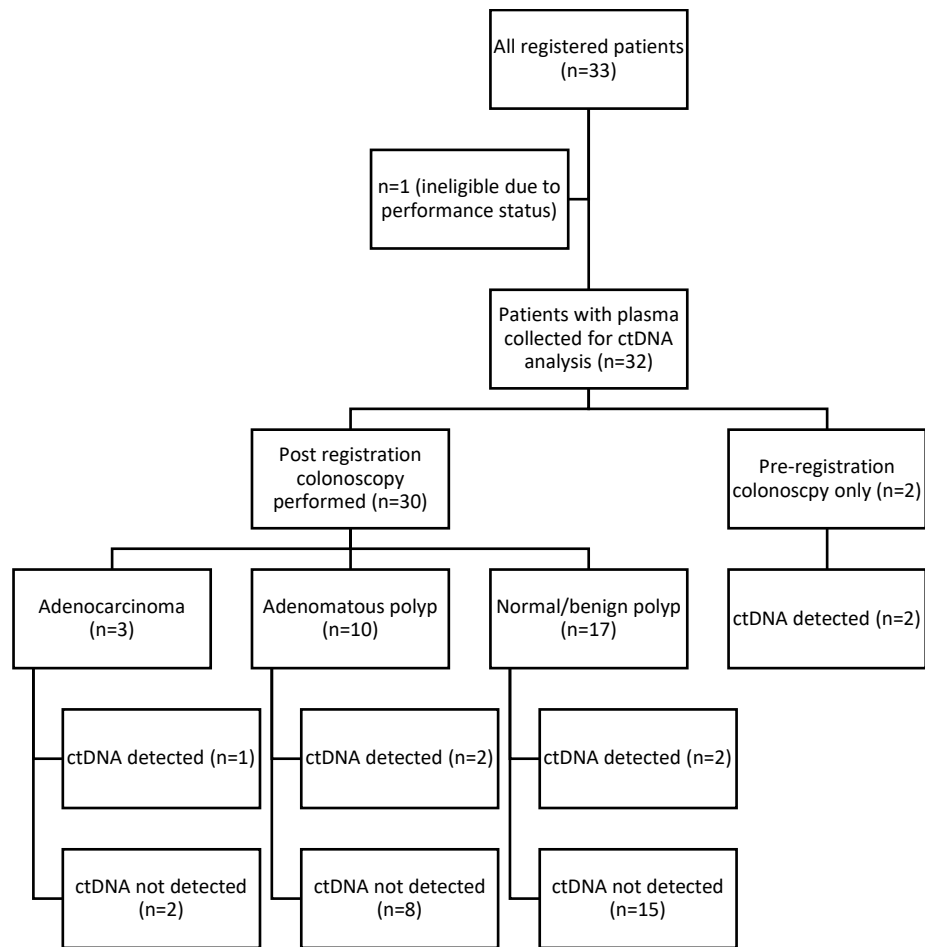 All registered patients
(n=33)
n=1 (ineligible due to
performance status)
Patients with plasma
collected for ctDNA
analysis (n=32)
Post registration
colonoscopy
performed (n=30)
Pre-registration
colonoscpy only (n=2)
Adenocarcinoma
(n=3)
Adenomatous polyp
(n=10)
Normal/benign polyp
(n=17)
ctDNA detected (n=2)
ctDNA detected (n=1)
ctDNA detected (n=2)
ctDNA detected (n=2)
ctDNA not detected
(n=2)
ctDNA not detected
(n=8)
ctDNA not detected
(n=15)